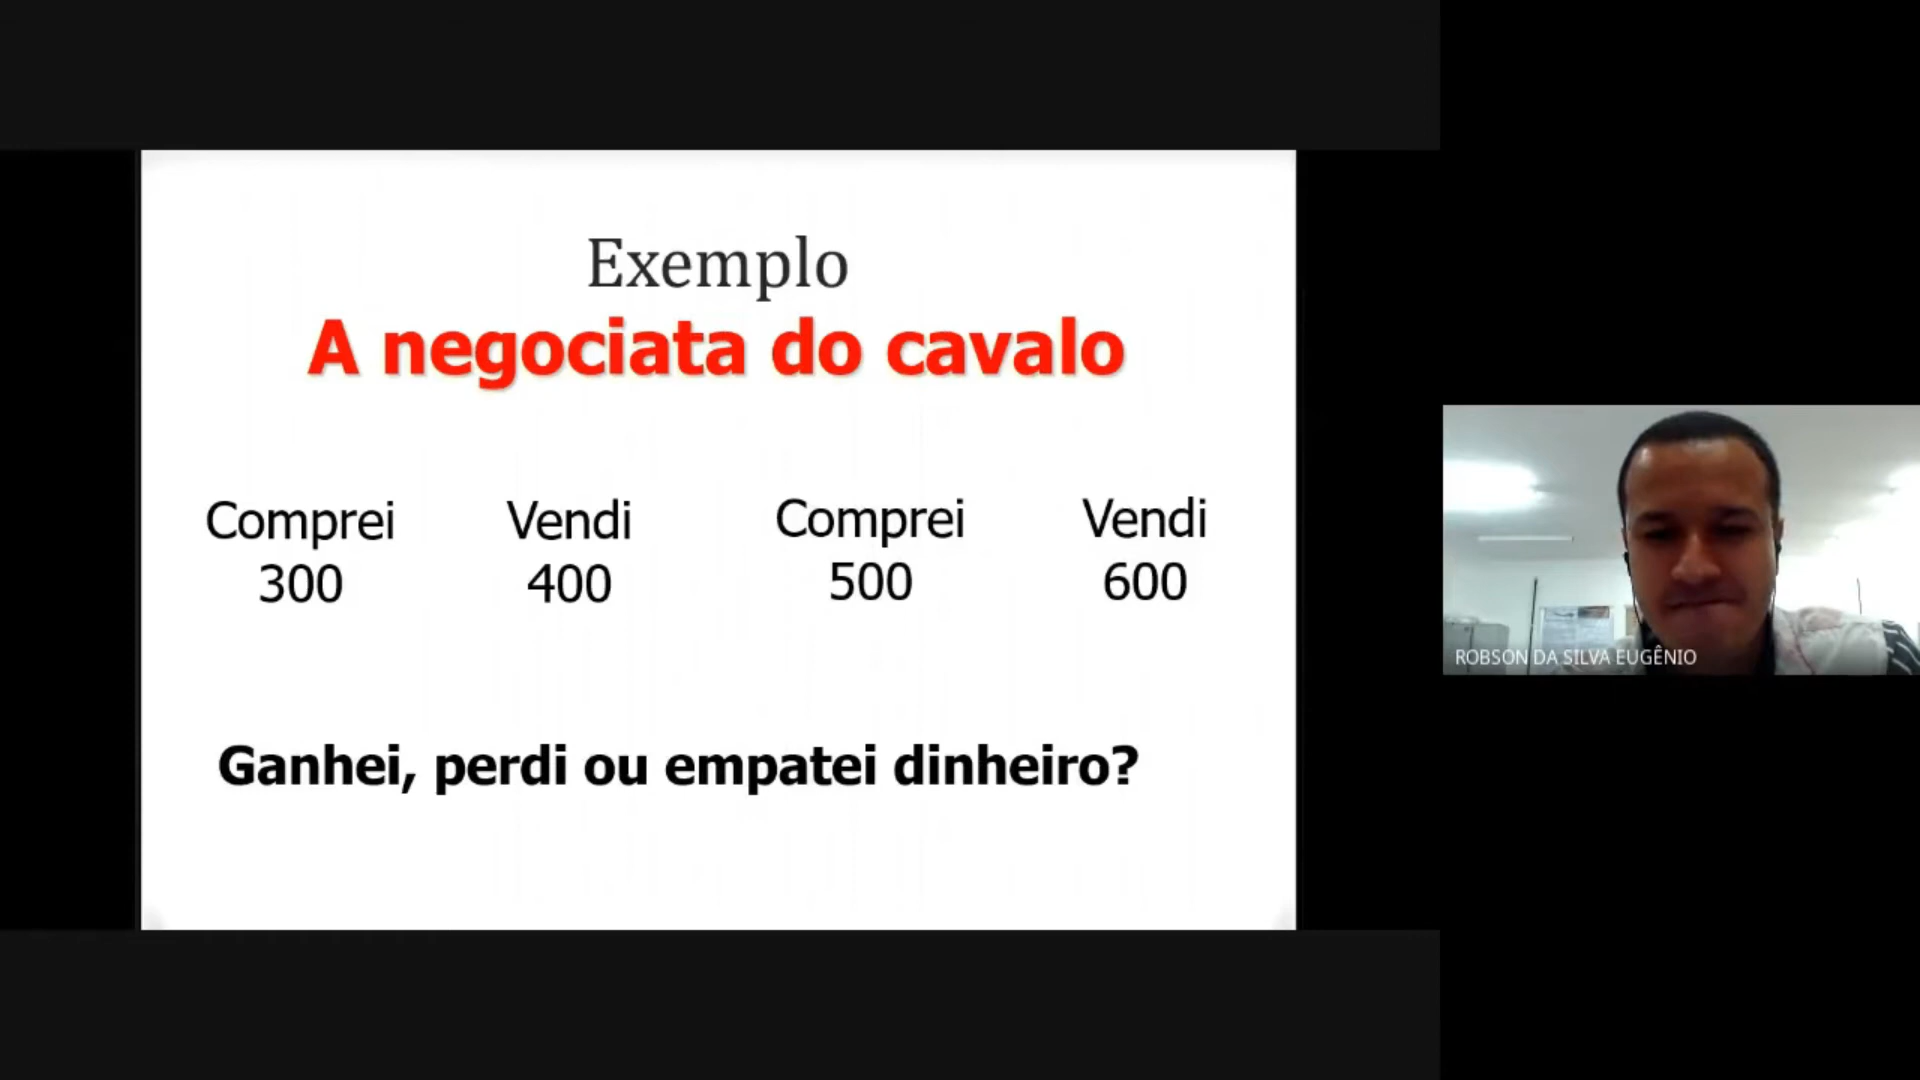 Exemplo
A negociata do cavalo
Comprei Vendi Comprei Vendi
300 400 500 600
Ganhei, perdi ou empatei dinheiro?
ROBSON DA SILVA EUGÊNIO